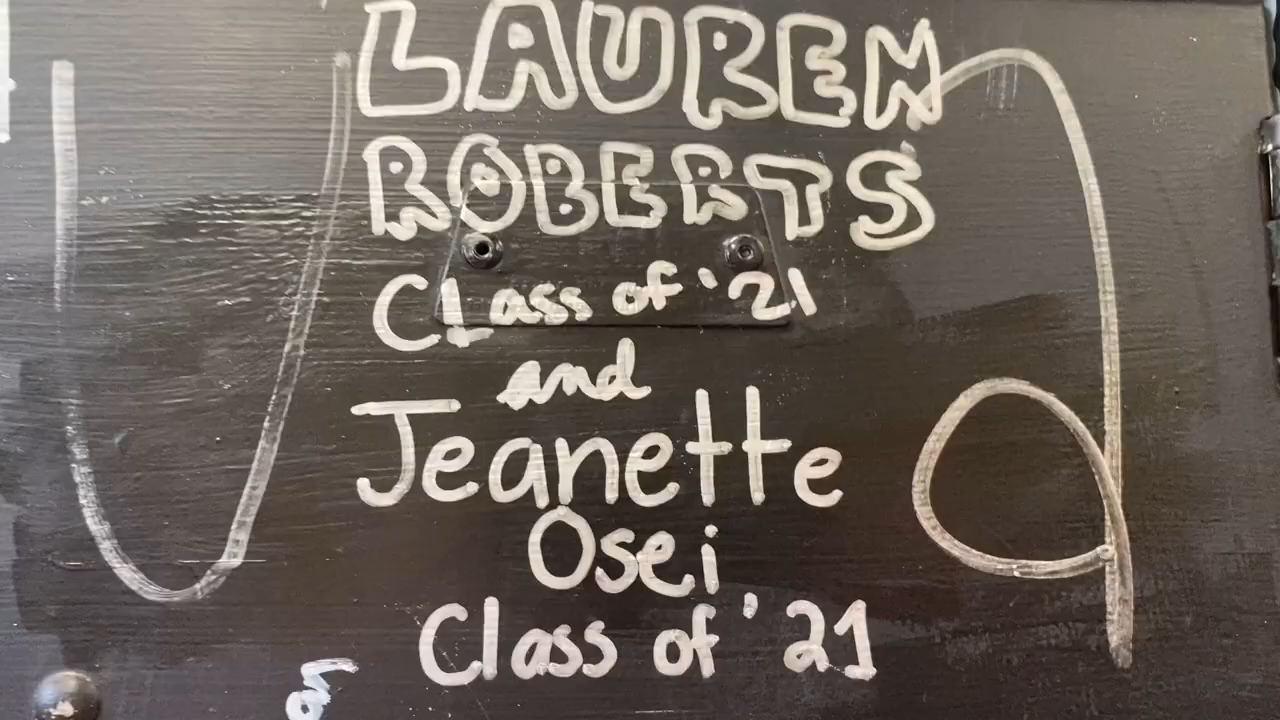 LAUREN
ROBERTS
CLass of '21
and
Jeanette
Osei
Class of '21